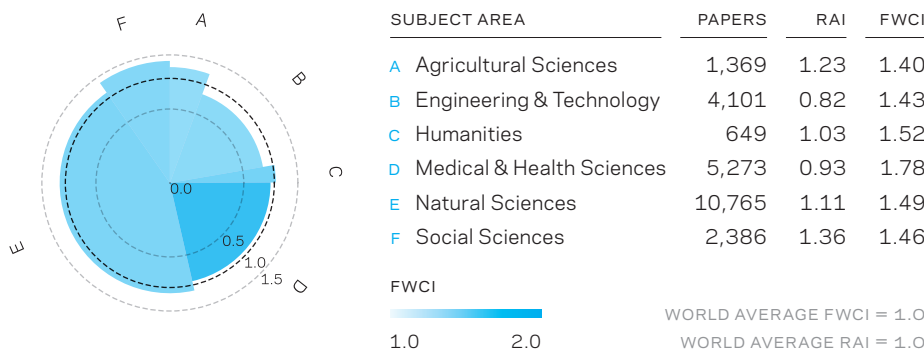 F
A
B
C
D
E
0.0
0.5
1.0
1.5
SUBJECT AREA PAPERS RAI FWCI
A Agricultural Sciences 1,369 1.23 1.40
B Engineering & Technology 4,101 0.82 1.43
C Humanities 649 1.03 1.52
D Medical & Health Sciences 5,273 0.93 1.78
E Natural Sciences 10,765 1.11 1.49
F Social Sciences 2,386 1.36 1.46
FWCI
1.0 2.0
WORLD AVERAGE FWCI = 1.0
WORLD AVERAGE RAI = 1.0